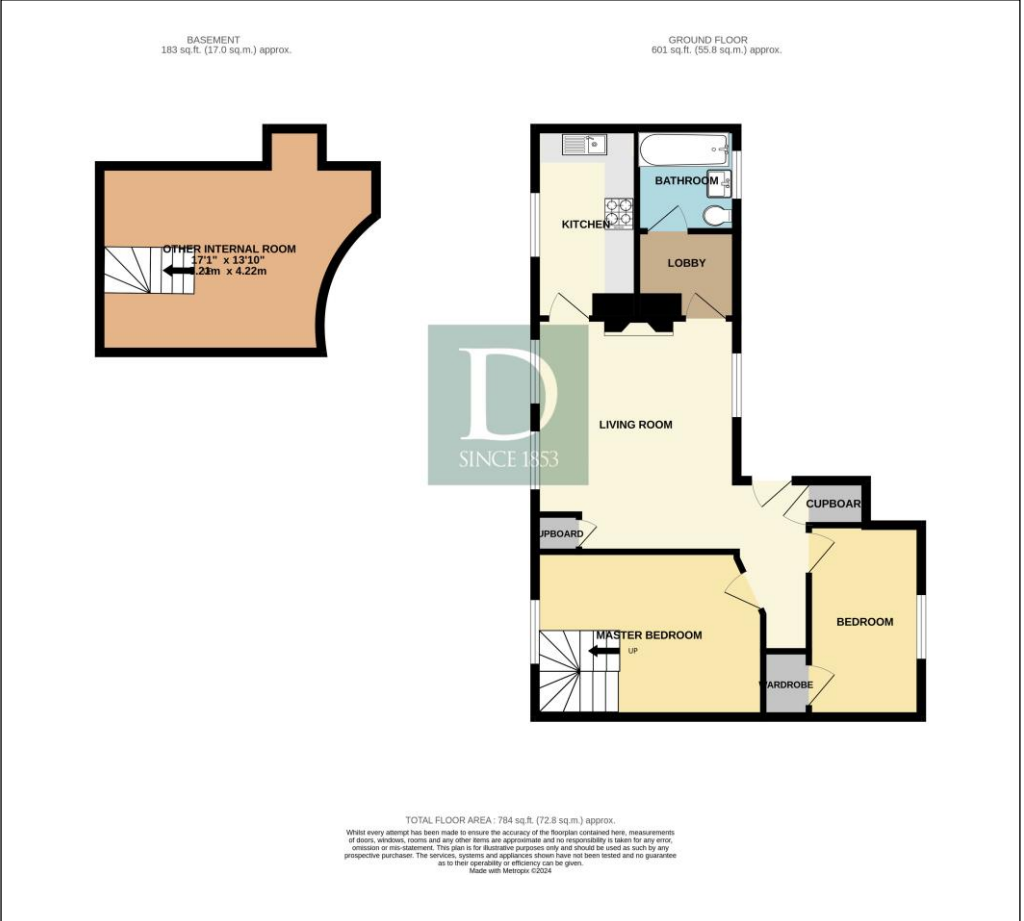 BASEMENT
183 sq.ft. (17.0 sq.m.) approx.
GROUND FLOOR
601 sq.ft. (55.8 sq.m.) approx.
OTHER INTERNAL ROOM
17'1" x 13'10"
x 4.22m
KITCHEN
BATHROOM
LOBBY
D
SINCE 1853
LIVING ROOM
CUPBOAR
UPBOARD
MASTER BEDROOM
UP
BEDROOM
WARDROBE
TOTAL FLOOR AREA : 784 sq.ft. (72.8 sq.m.) approx.
Whilst every attempt has been made to ensure the accuracy of the floorplan contained here, measurements
of doors, windows, rooms and any other items are approximate and no responsibility is taken for any error,
omission or mis-statement. This plan is for illustrative purposes only and should be used as such by any
prospective purchaser. The services, systems and appliances shown have not been tested and no guarantee
as to their operability or efficiency can be given.
Made with Metropix ©2024